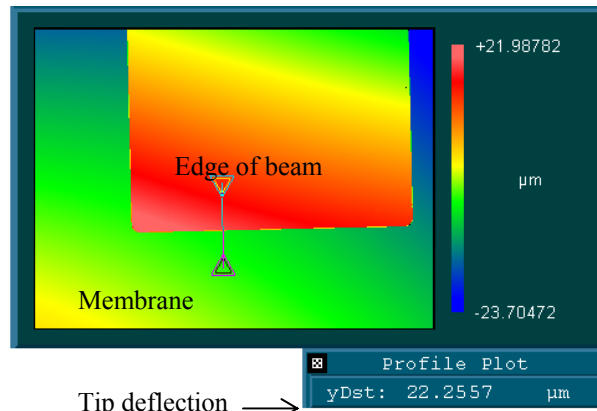 +21.98782
Edge of beam
µm
Membrane
-23.70472
Profile Plot
yDst: 22.2557 µm
Tip deflection